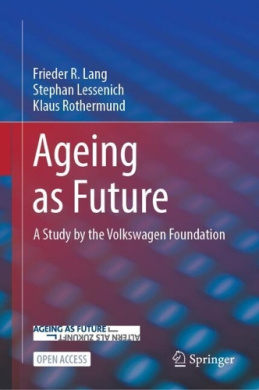 Frieder R. Lang
Stephan Lessenich
Klaus Rothermund
Ageing
as Future
A Study by the Volkswagen Foundation
AGEING AS FUTURE
ALTERN ALS ZUKUNFT
OPEN ACCESS
Springer